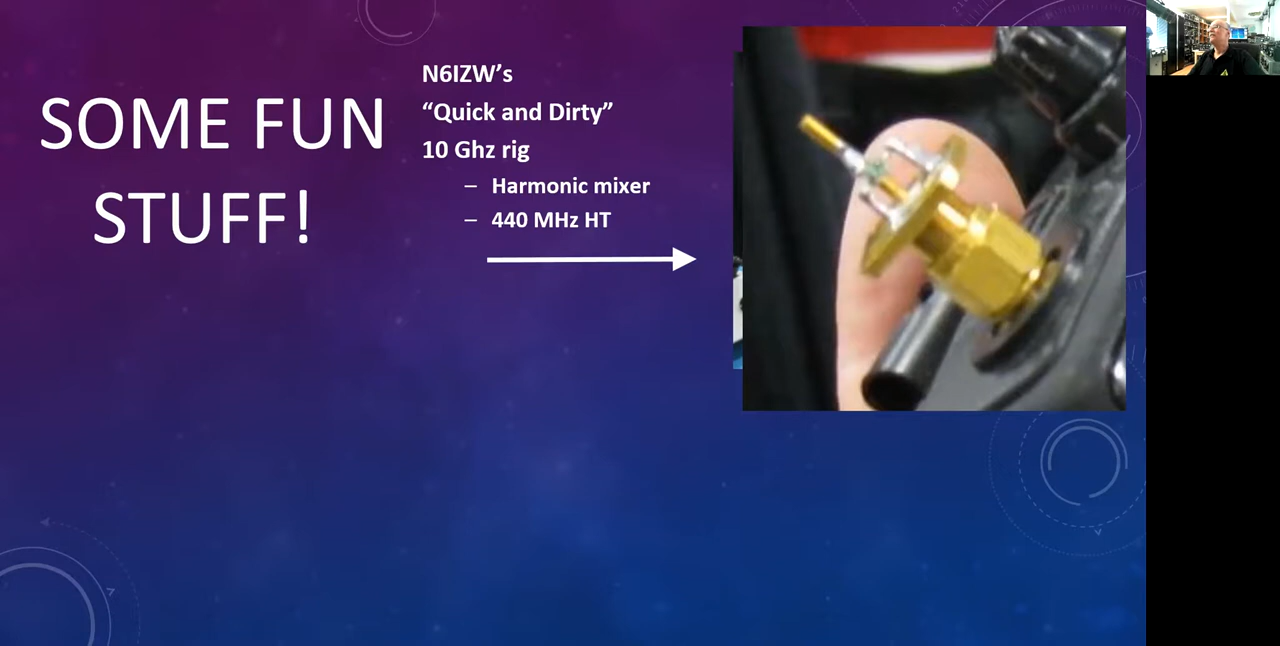 SOME FUN
STUFF!
N6IZW’s
“Quick and Dirty”
10 Ghz rig
– Harmonic mixer
– 440 MHz HT